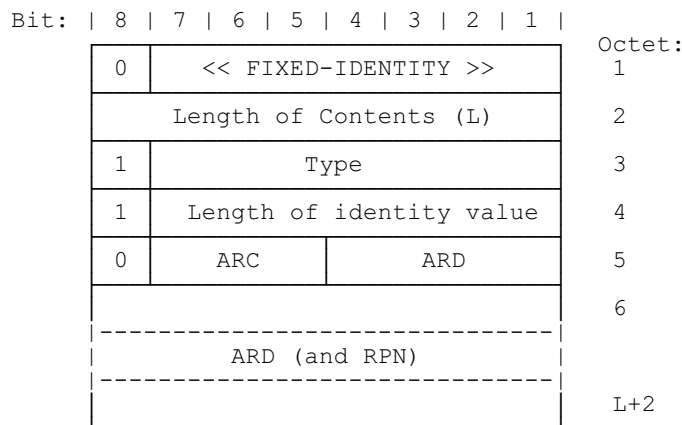 Bit: | 8 | 7 | 6 | 5 | 4 | 3 | 2 | 1 |
Octet:
0 << FIXED-IDENTITY >> 1
Length of Contents (L) 2
1 Type 3
1 Length of identity value 4
0 ARC ARD 5
6
ARD (and RPN)
L+2